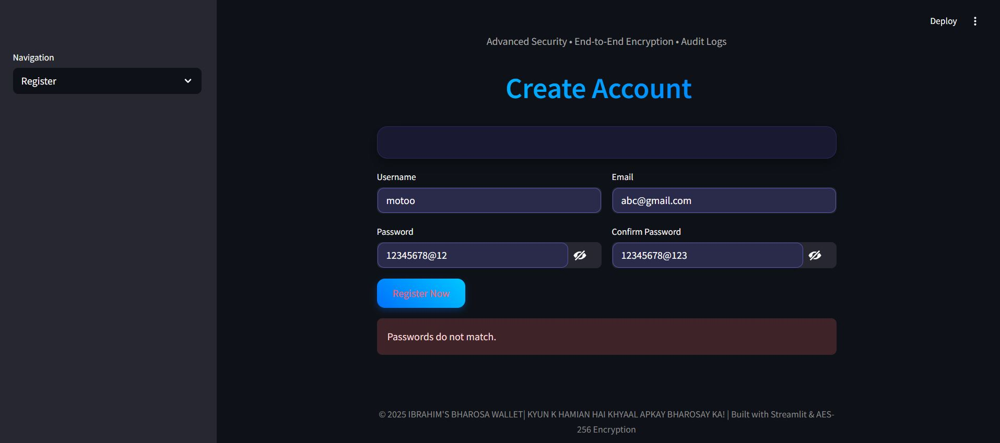 Deploy
Advanced Security • End-to-End Encryption • Audit Logs
Navigation
Register
Create Account
Username
Email
motoo
abc@gmail.com
Password
Confirm Password
12345678@12
12345678@123
Register Now
Passwords do not match.
© 2025 IBRAHIM'S BHAROSA WALLET| KYUN K HAMIAN HAI KHYAAL APKAY BHAROSAY KA! | Built with Streamlit & AES-
256 Encryption